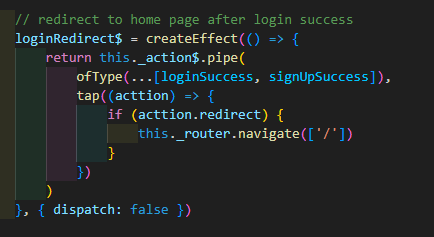 // redirect to home page after login success
loginRedirect$ = createEffect(() => {
    return this._action$.pipe(
        ofType(...[loginSuccess, signUpSuccess]),
        tap((acttion) => {
            if (acttion.redirect) {
                this._router.navigate(['/'])
            }
        })
    )
}, { dispatch: false })